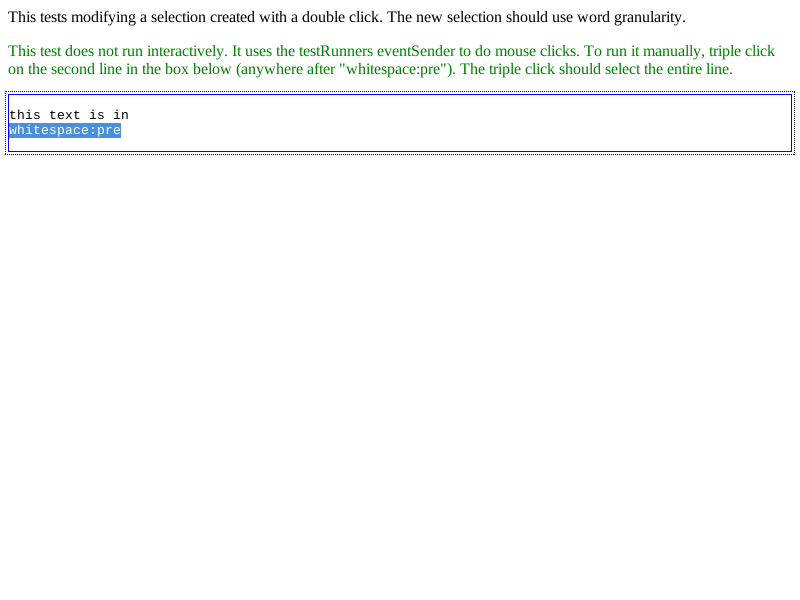 This tests modifying a selection created with a double click. The new selection should use word granularity.
This test does not run interactively. It uses the testRunners eventSender to do mouse clicks. To run it manually, triple click
on the second line in the box below (anywhere after "whitespace:pre"). The triple click should select the entire line.
this text is in
whitespace:pre